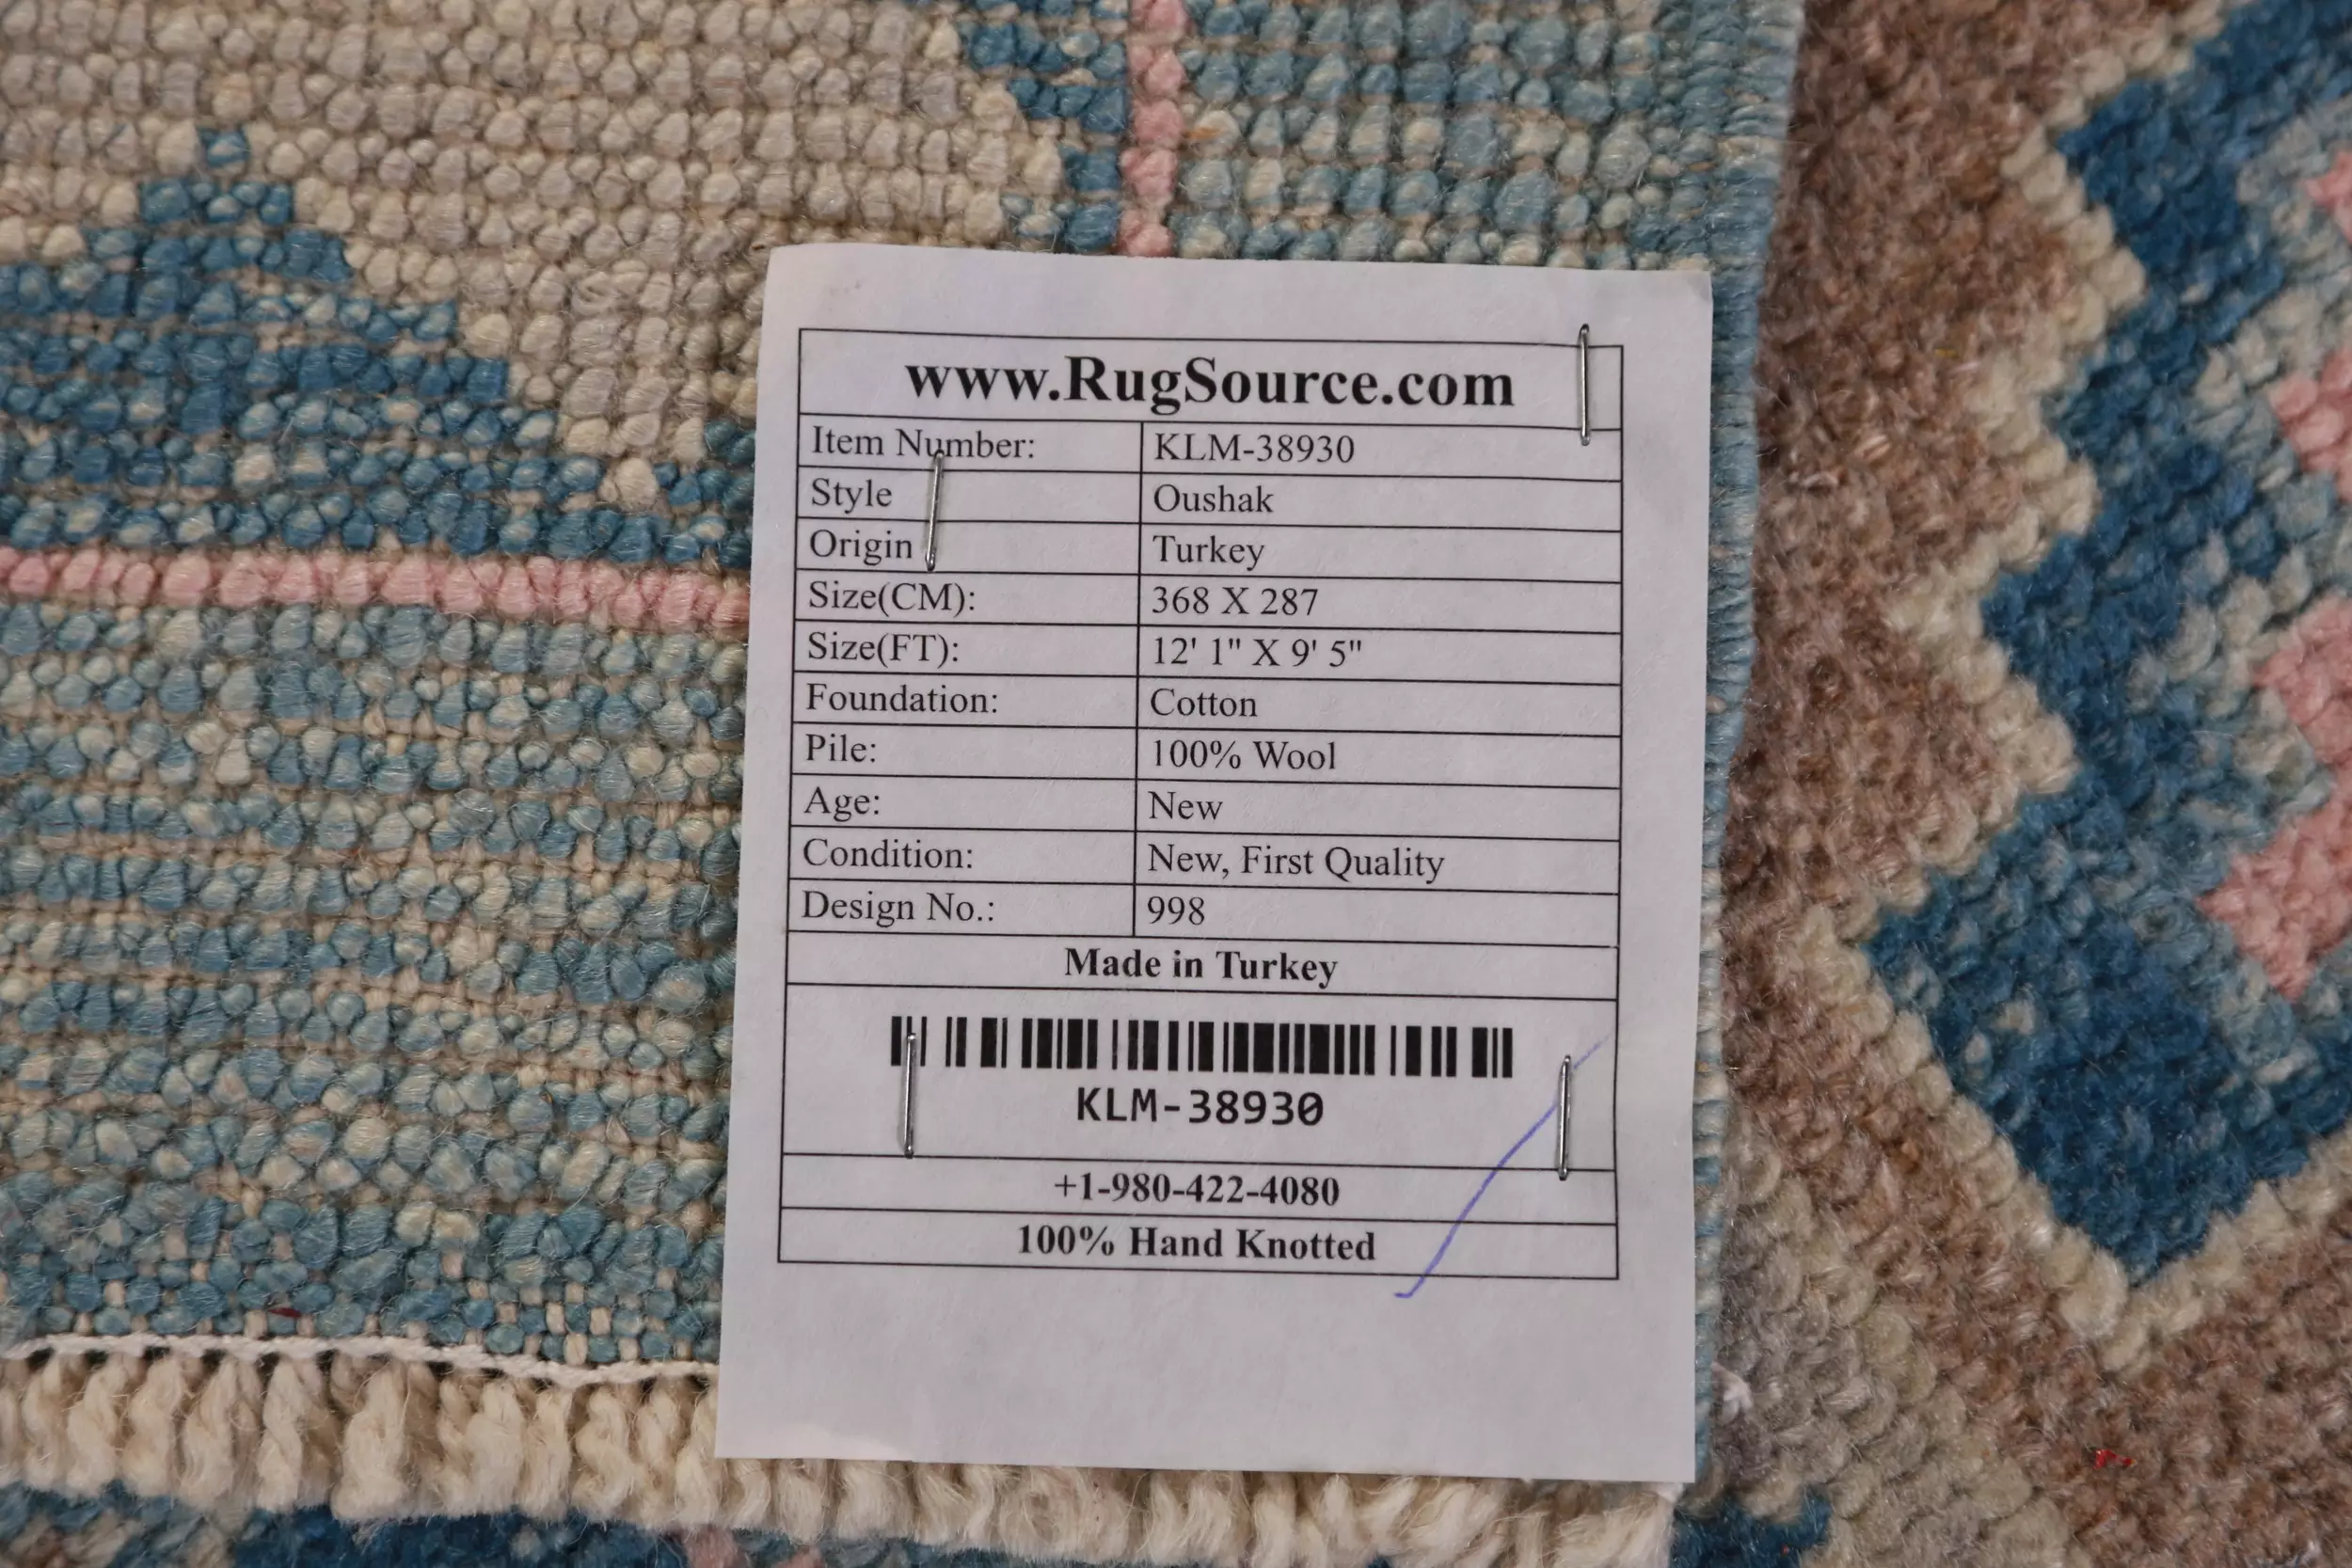 www.RugSource.com
Item Number: KLM-38930
Style Oushak
Origin Turkey
Size(CM): 368 X 287
Size(FT): 12' 1" X 9' 5"
Foundation: Cotton
Pile: 100% Wool
Age: New
Condition: New, First Quality
Design No.: 998
Made in Turkey
KLM-38930
+1-980-422-4080
100% Hand Knotted